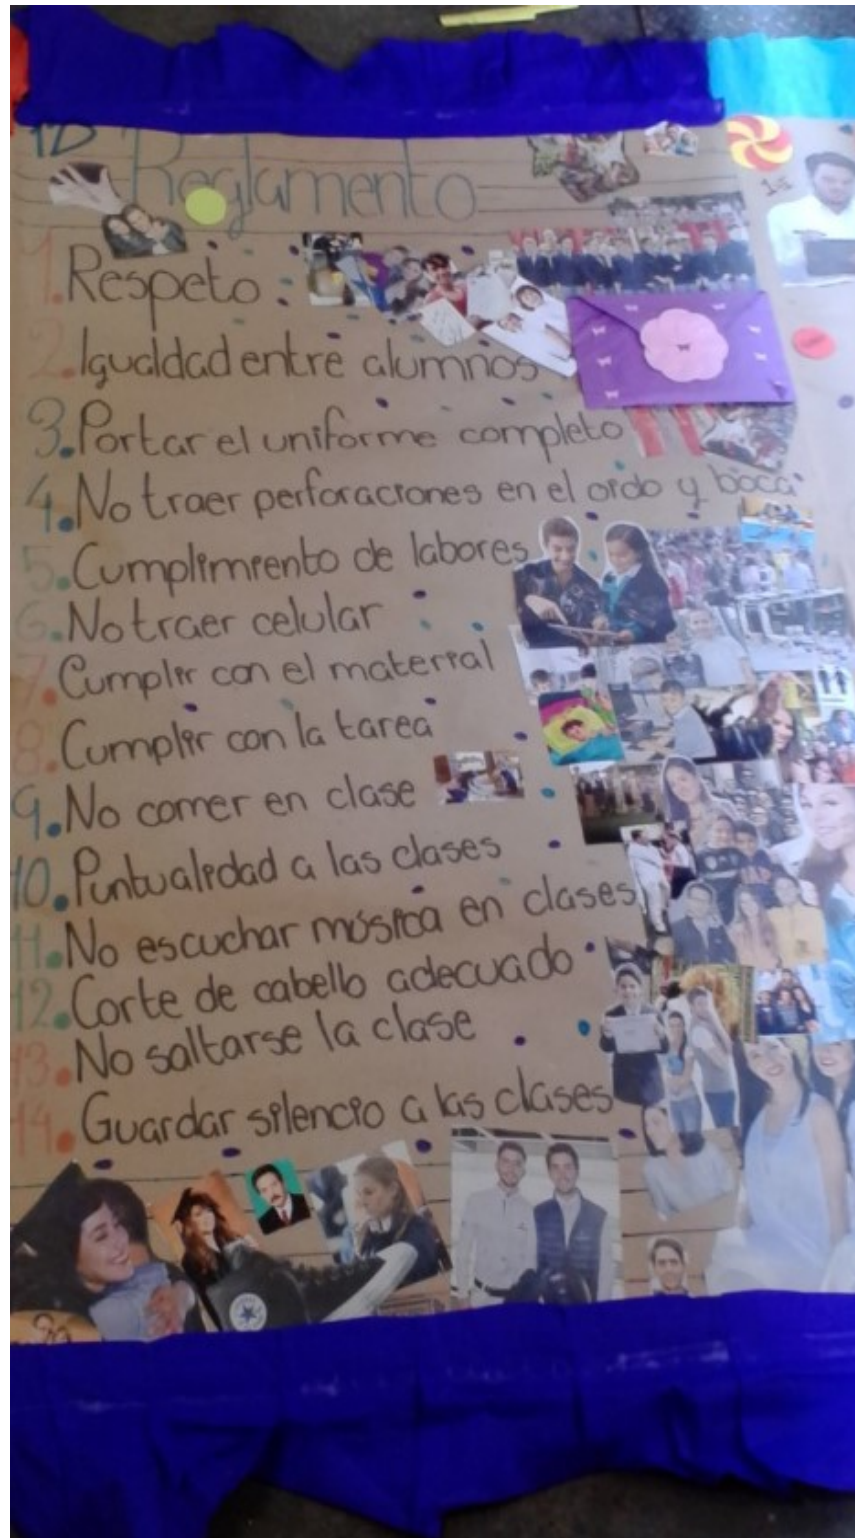 1D
Reglamento
1. Respeto
2. Igualdad entre alumnos
3. Portar el uniforme completo
4. No traer perforaciones en el oido y boca
5. Cumplimiento de labores
6. No traer celular
7. Cumplir con el material
8. Cumplir con la tarea
9. No comer en clase
10. Puntualidad a las clases
11. No escuchar música en clases
12. Corte de cabello adecuado
13. No saltarse la clase
14. Guardar silencio a las clases